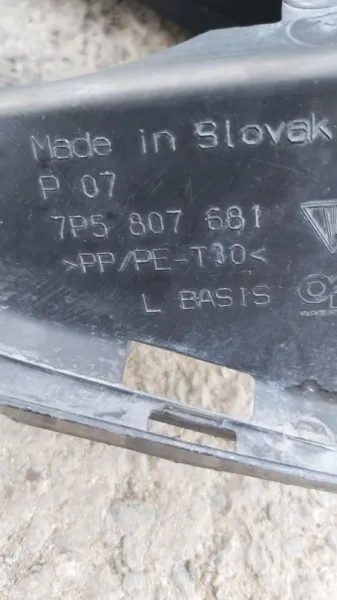 Made in Slovak
P 07
7P5 807 681
>PP/PE-T30<
L BASIS